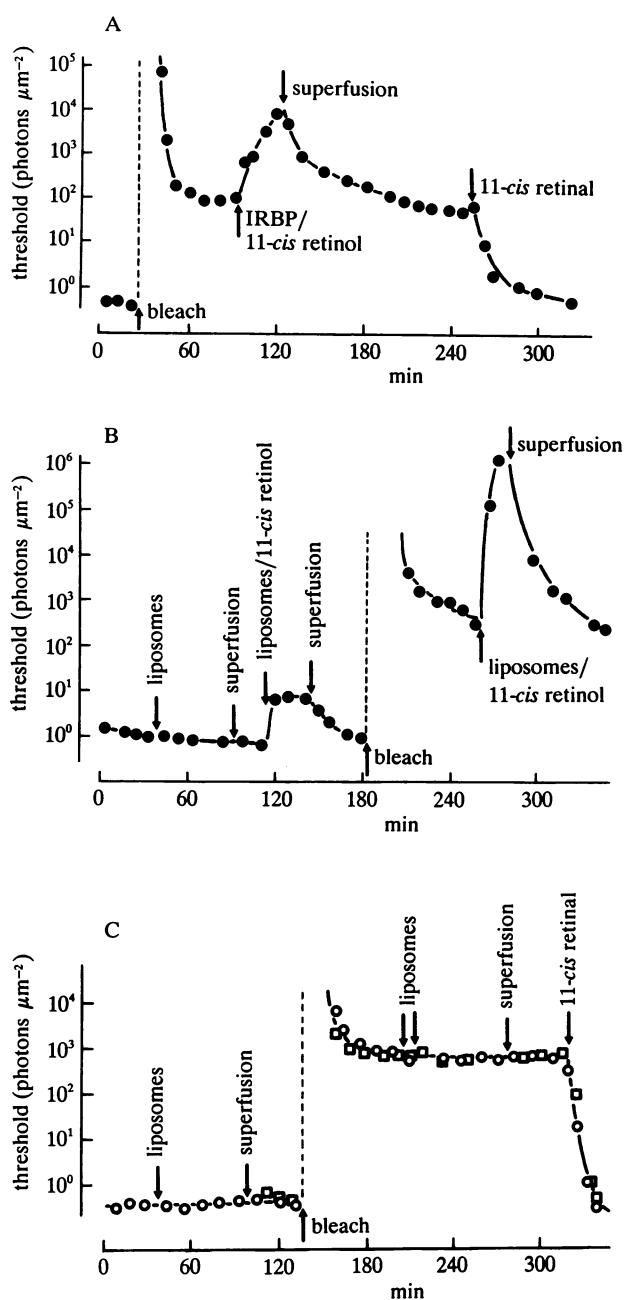 A
threshold (photons μm⁻²)
10⁵
10⁴
10³
10²
10¹
10⁰
superfusion
11-cis retinal
IRBP/
11-cis retinol
bleach
0
60
120
180
240
300
min
B
threshold (photons μm⁻²)
10⁶
10⁵
10⁴
10³
10²
10¹
10⁰
liposomes
superfusion
liposomes/11-cis retinol
superfusion
superfusion
liposomes/
11-cis retinol
bleach
0
60
120
180
240
300
min
C
threshold (photons μm⁻²)
10⁴
10³
10²
10¹
10⁰
liposomes
superfusion
liposomes
superfusion
11-cis retinal
bleach
0
60
120
180
240
300
min